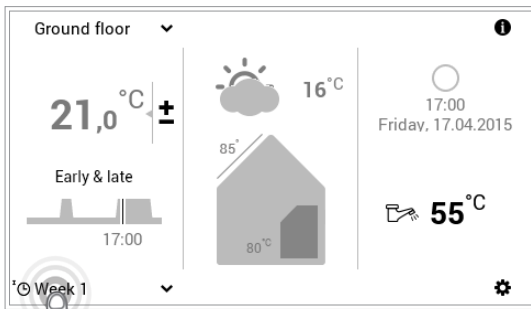 Ground floor
i
21,0 °C ±
16°C
17:00
Friday, 17.04.2015
85°
Early & late
17:00
80°C
55°C
z Week 1